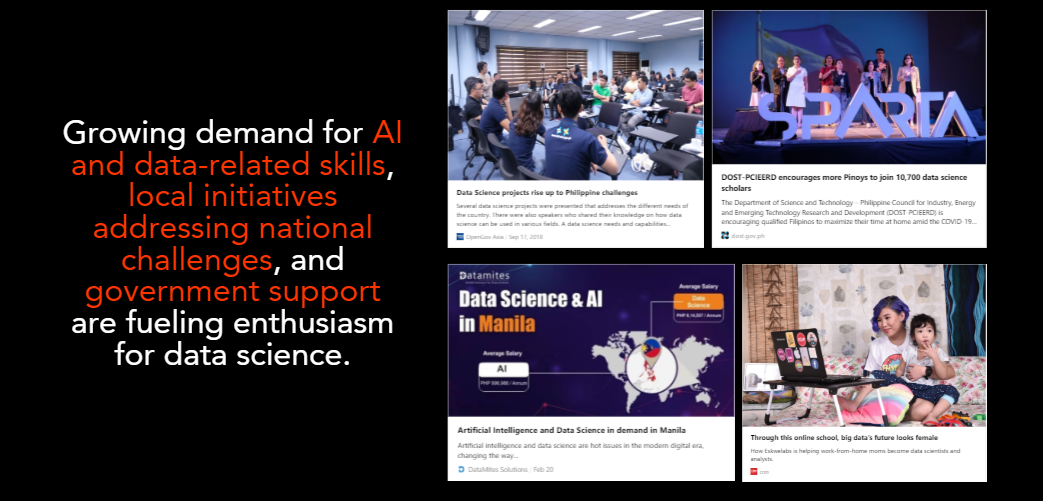 Growing demand for AI
and data-related skills,
local initiatives
addressing national
challenges, and
government support
are fueling enthusiasm
for data science.
Data Science projects rise up to Philippine challenges
Several data science projects were presented that addresses the different needs of
the country. There were also speakers who shared their knowledge on how data
science can be used in various fields. A data science needs and capabilities...
OpenGov Asia | Sep 17, 2018
SPARTA
DOST-PCIEERD encourages more Pinoys to join 10,700 data science
scholars
The Department of Science and Technology – Philippine Council for Industry, Energy
and Emerging Technology Research and Development (DOST-PCIEERD) is
encouraging qualified Filipinos to maximize their time at home amid the COVID-19...
dost.gov.ph
Datamites
Data Science & AI
in Manila
Average Salary
Data
Science
Average Salary
AI
Artificial Intelligence and Data Science in demand in Manila
Artificial intelligence and data science are hot issues in the modern digital era,
changing the way...
DataMites Solutions | Feb 20
Through this online school, big data's future looks female
How Eskwelabs is helping work-from-home moms become data scientists and
analysts.
cnn